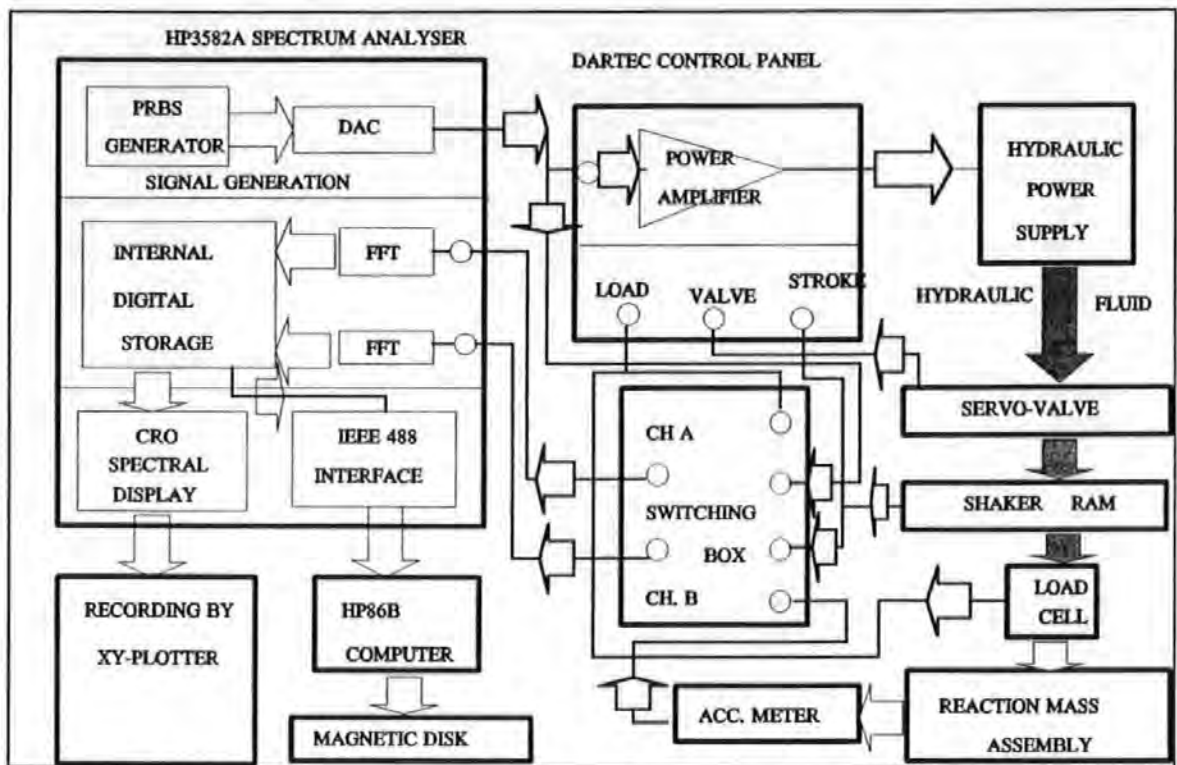 HP3582A SPECTRUM ANALYSER
PRBS
GENERATOR
DAC
SIGNAL GENERATION
INTERNAL
DIGITAL
STORAGE
FFT
FFT
CRO
SPECTRAL
DISPLAY
IEEE 488
INTERFACE
RECORDING BY
XY-PLOTTER
HP86B
COMPUTER
MAGNETIC DISK
DARTEC CONTROL PANEL
POWER
AMPLIFIER
LOAD
VALVE
STROKE
HYDRAULIC
POWER
SUPPLY
HYDRAULIC
FLUID
CH A
SWITCHING
BOX
CH. B
SERVO-VALVE
SHAKER RAM
LOAD
CELL
ACC. METER
REACTION MASS
ASSEMBLY